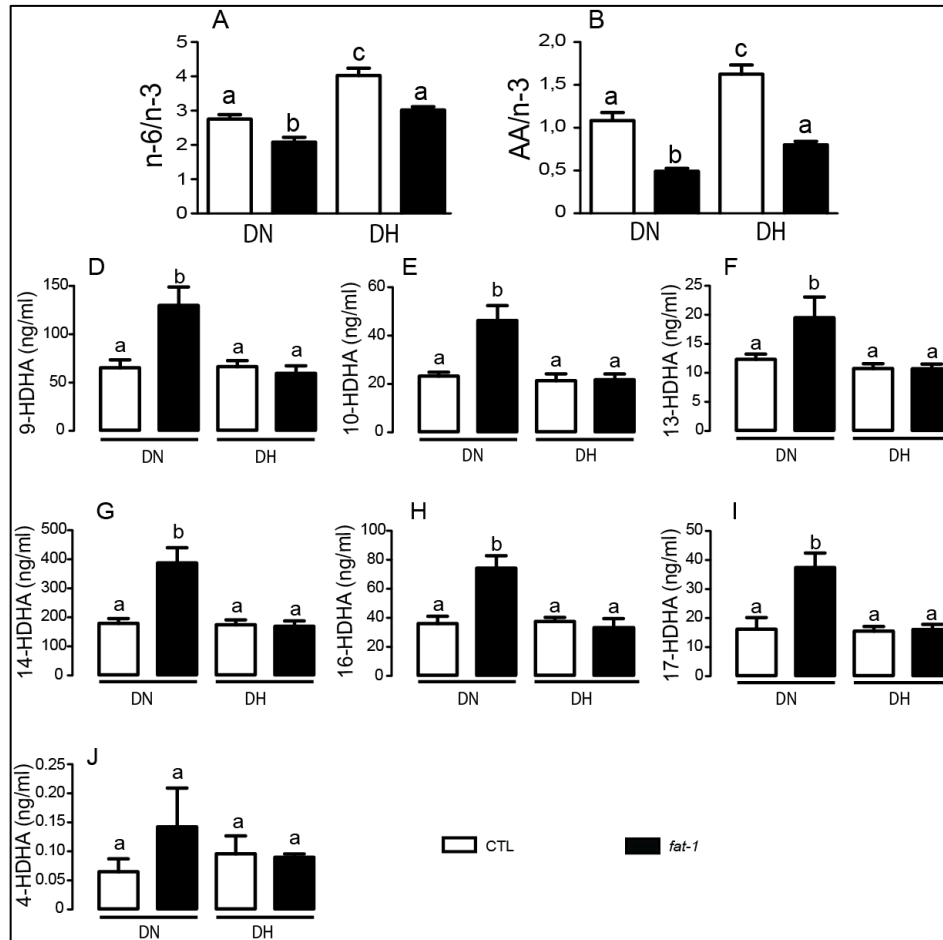 A
n-6/n-3
5
4
3
2
1
0
a
b
c
a
DN
DH
B
AA/n-3
2,0
1,5
1,0
0,5
0
a
b
c
a
DN
DH
D
9-HDHA (ng/ml)
150
100
50
0
a
b
a
a
DN
DH
E
10-HDHA (ng/ml)
60
40
20
0
a
b
a
a
DN
DH
F
13-HDHA (ng/ml)
25
20
15
10
5
0
a
b
a
a
DN
DH
G
14-HDHA (ng/ml)
500
400
300
200
100
0
a
b
a
a
DN
DH
H
16-HDHA (ng/ml)
100
80
60
40
20
0
a
b
a
a
DN
DH
I
17-HDHA (ng/ml)
50
40
30
20
10
0
a
b
a
a
DN
DH
J
4-HDHA (ng/ml)
0.25
0.20
0.15
0.10
0.05
0
a
a
a
a
DN
DH
CTL
fat-1